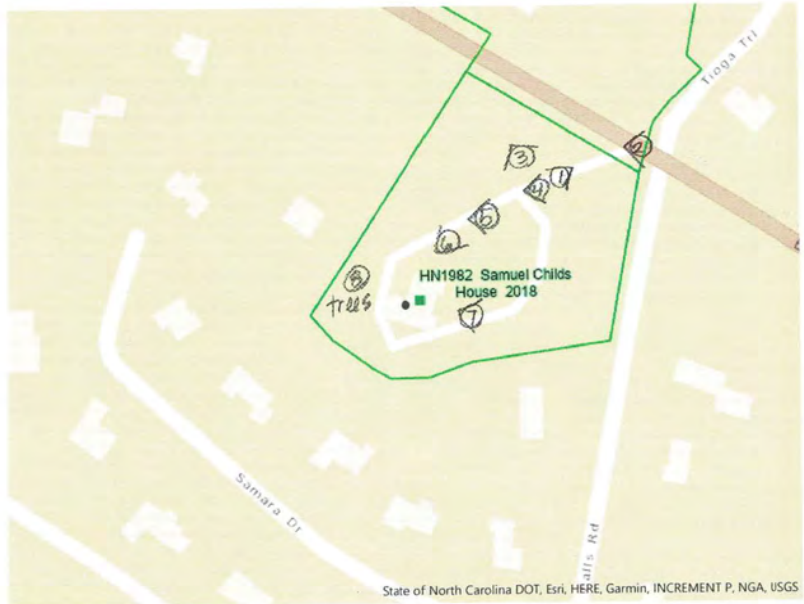 Tioga Trl
②
③
①
④
⑤
⑥
HN1982 Samuel Childs
House 2018
⑧
trees
⑦
Samara Dr
alls Rd
State of North Carolina DOT, Esri, HERE, Garmin, INCREMENT P, NGA, USGS